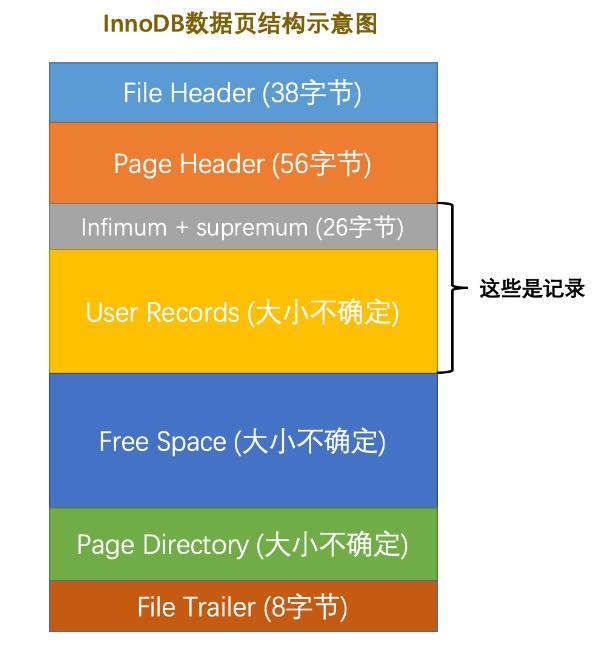 InnoDB数据页结构示意图
File Header (38字节)
Page Header (56字节)
Infimum + supremum (26字节)
User Records (大小不确定)
这些是记录
Free Space (大小不确定)
Page Directory (大小不确定)
File Trailer (8字节)